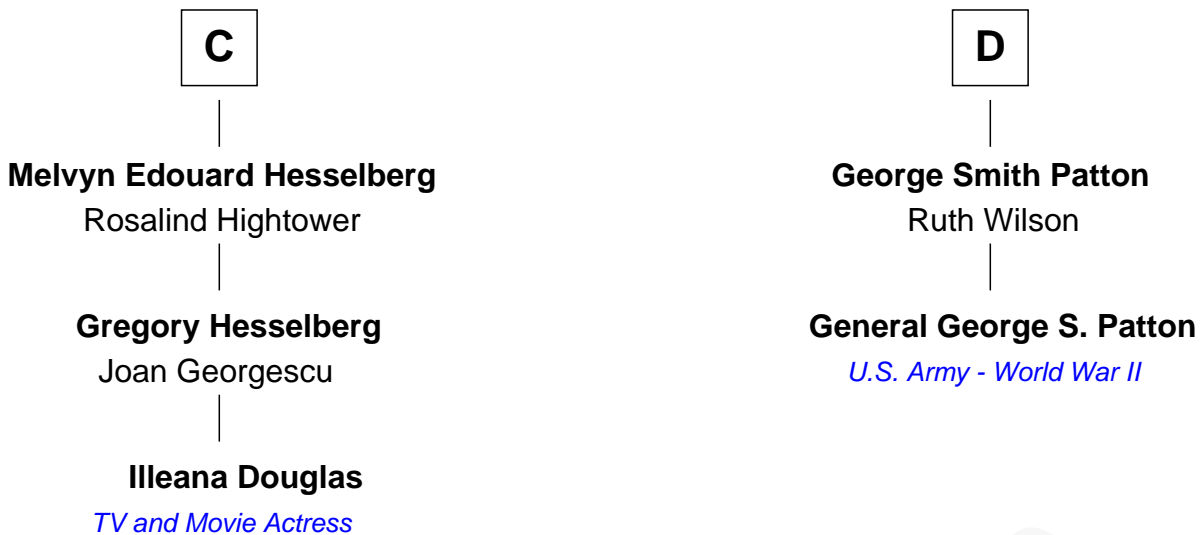 C
Melvyn Edouard Hesselberg
Rosalind Hightower
Gregory Hesselberg
Joan Georgescu
Illeana Douglas
TV and Movie Actress
D
George Smith Patton
Ruth Wilson
General George S. Patton
U.S. Army - World War II